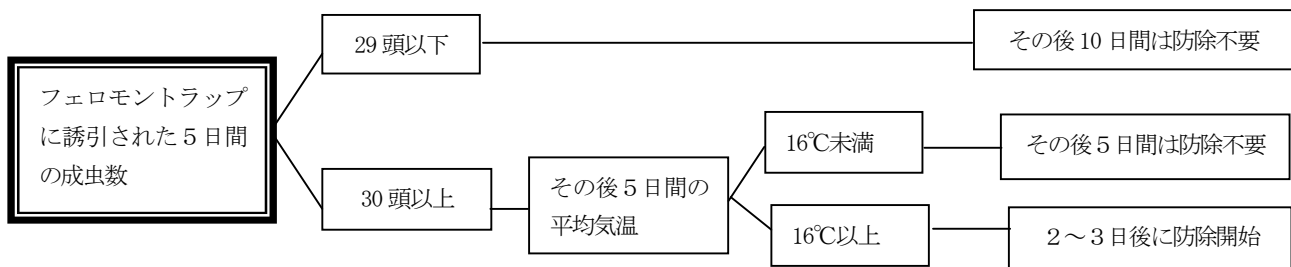 フェロモントラップ
に誘引された５日間
の成虫数
29 頭以下
その後 10 日間は防除不要
30 頭以上
その後５日間の
平均気温
16℃未満
その後５日間は防除不要
16℃以上
２～３日後に防除開始